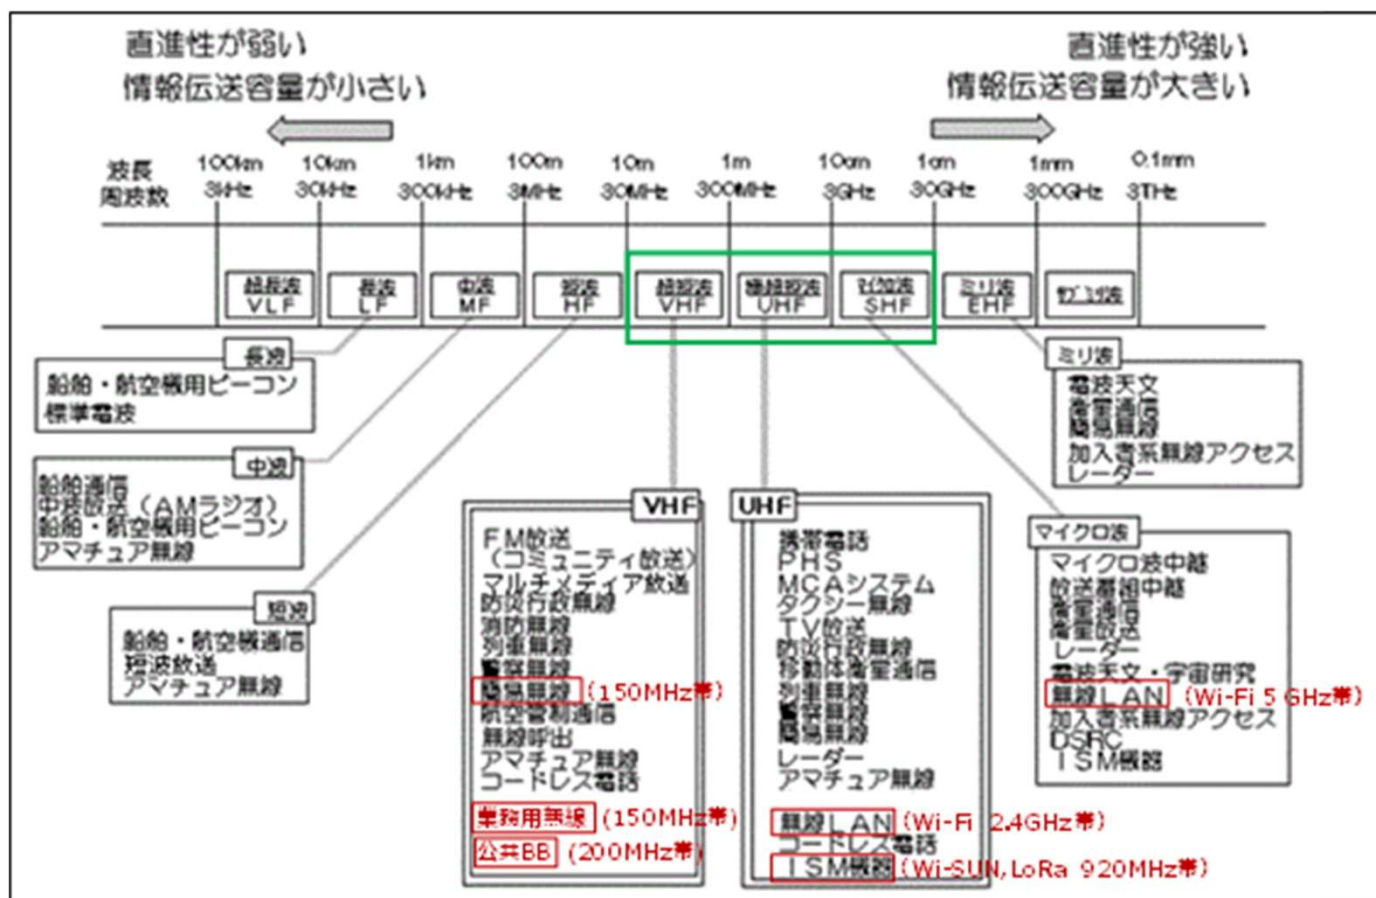 直進性が弱い
情報伝送容量が小さい
直進性が強い
情報伝送容量が大きい
波長 100km 10km 1km 100m 10m 1m 10cm 1cm 1mm 0.1mm
周波数 3kHz 30kHz 300kHz 3MHz 30MHz 300MHz 3GHz 30GHz 300GHz 3THz
超長波 長波 中波 短波 超短波 極超短波 マイクロ波 ミリ波 サブミリ波
VLF LF MF HF VHF UHF SHF EHF
長波
船舶・航空機用ビーコン
標準電波
中波
船舶通信
中波放送(AMラジオ)
船舶・航空機用ビーコン
アマチュア無線
短波
船舶・航空機通信
短波放送
アマチュア無線
VHF
FM放送
(コミュニティ放送)
マルチメディア放送
防災行政無線
消防無線
列車無線
警察無線
簡易無線 (150MHz帯)
航空管制通信
無線呼出
アマチュア無線
コードレス電話
業務用無線 (150MHz帯)
公共BB (200MHz帯)
UHF
携帯電話
PHS
MCAシステム
タクシー無線
TV放送
防災行政無線
移動体衛星通信
列車無線
警察無線
簡易無線
レーダー
アマチュア無線
無線LAN (Wi-Fi 2.4GHz帯)
コードレス電話
ISM機器 (Wi-SUN,LoRa 920MHz帯)
マイクロ波
マイクロ波中継
放送番組中継
衛星通信
衛星放送
レーダー
電波天文・宇宙研究
無線LAN (Wi-Fi 5GHz帯)
加入者系無線アクセス
DSRC
ISM機器
ミリ波
電波天文
衛星通信
簡易無線
加入者系無線アクセス
レーダー